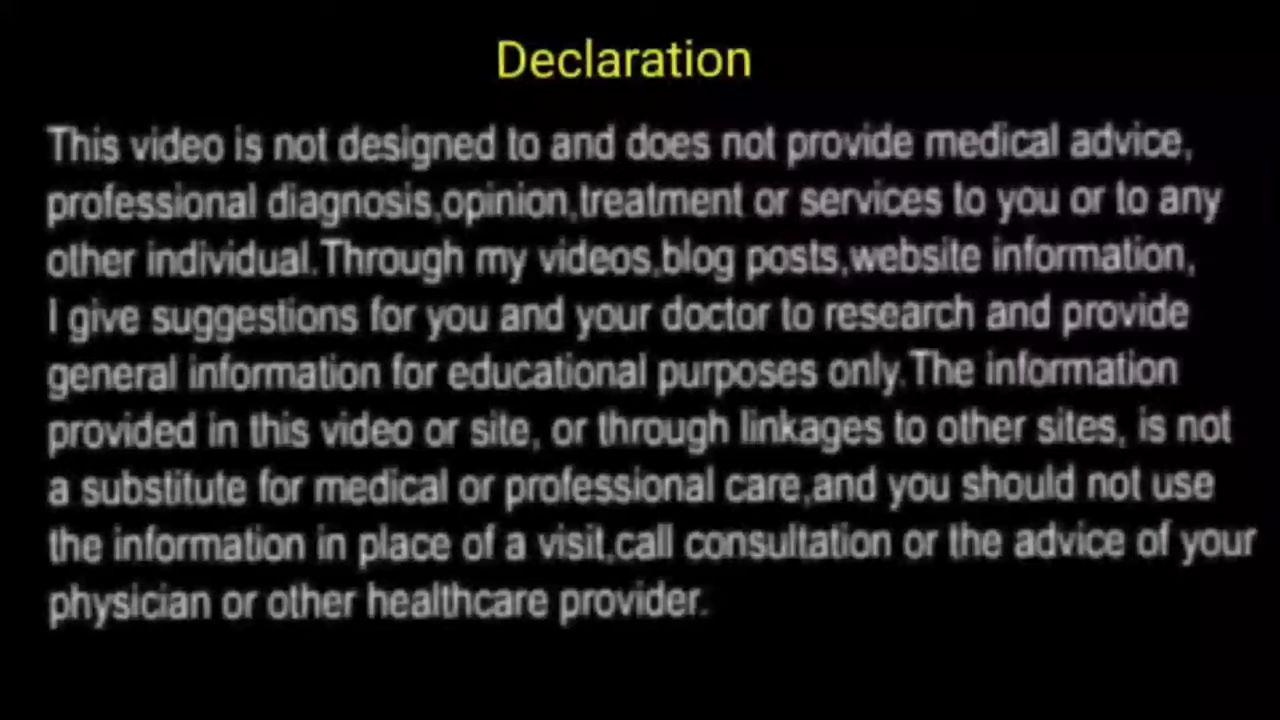 Declaration
This video is not designed to and does not provide medical advice,
professional diagnosis,opinion,treatment or services to you or to any
other individual.Through my videos,blog posts,website information,
I give suggestions for you and your doctor to research and provide
general information for educational purposes only.The information
provided in this video or site, or through linkages to other sites, is not
a substitute for medical or professional care,and you should not use
the information in place of a visit,call consultation or the advice of your
physician or other healthcare provider.